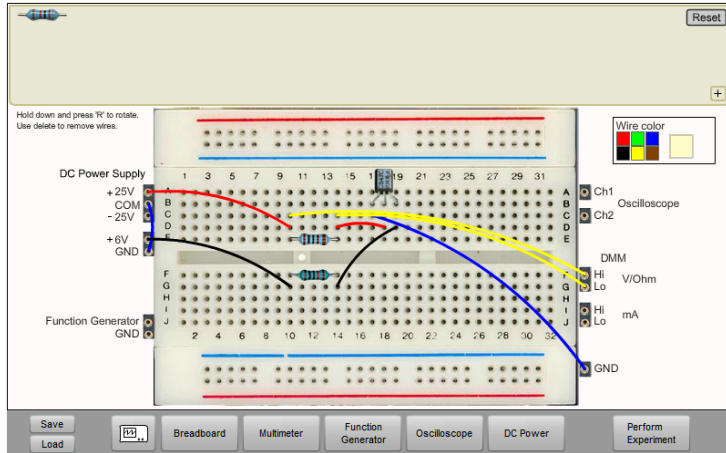 Reset
+
Hold down and press 'R' to rotate.
Use delete to remove wires.
Wire color
DC Power Supply
1 3 5 7 9 11 13 15 1 19 21 23 25 27 29 31
+25V
COM
-25V
+6V
GND
A
B
C
D
E
A
B
C
D
E
Ch1
Oscilloscope
Ch2
DMM
F
G
H
I
J
F
G
H
I
J
Hi
V/Ohm
Lo
Hi
mA
Lo
Function Generator
GND
2 4 6 8 10 12 14 16 18 20 22 24 26 28 30 32
GND
Save
Load
Breadboard
Multimeter
Function
Generator
Oscilloscope
DC Power
Perform
Experiment